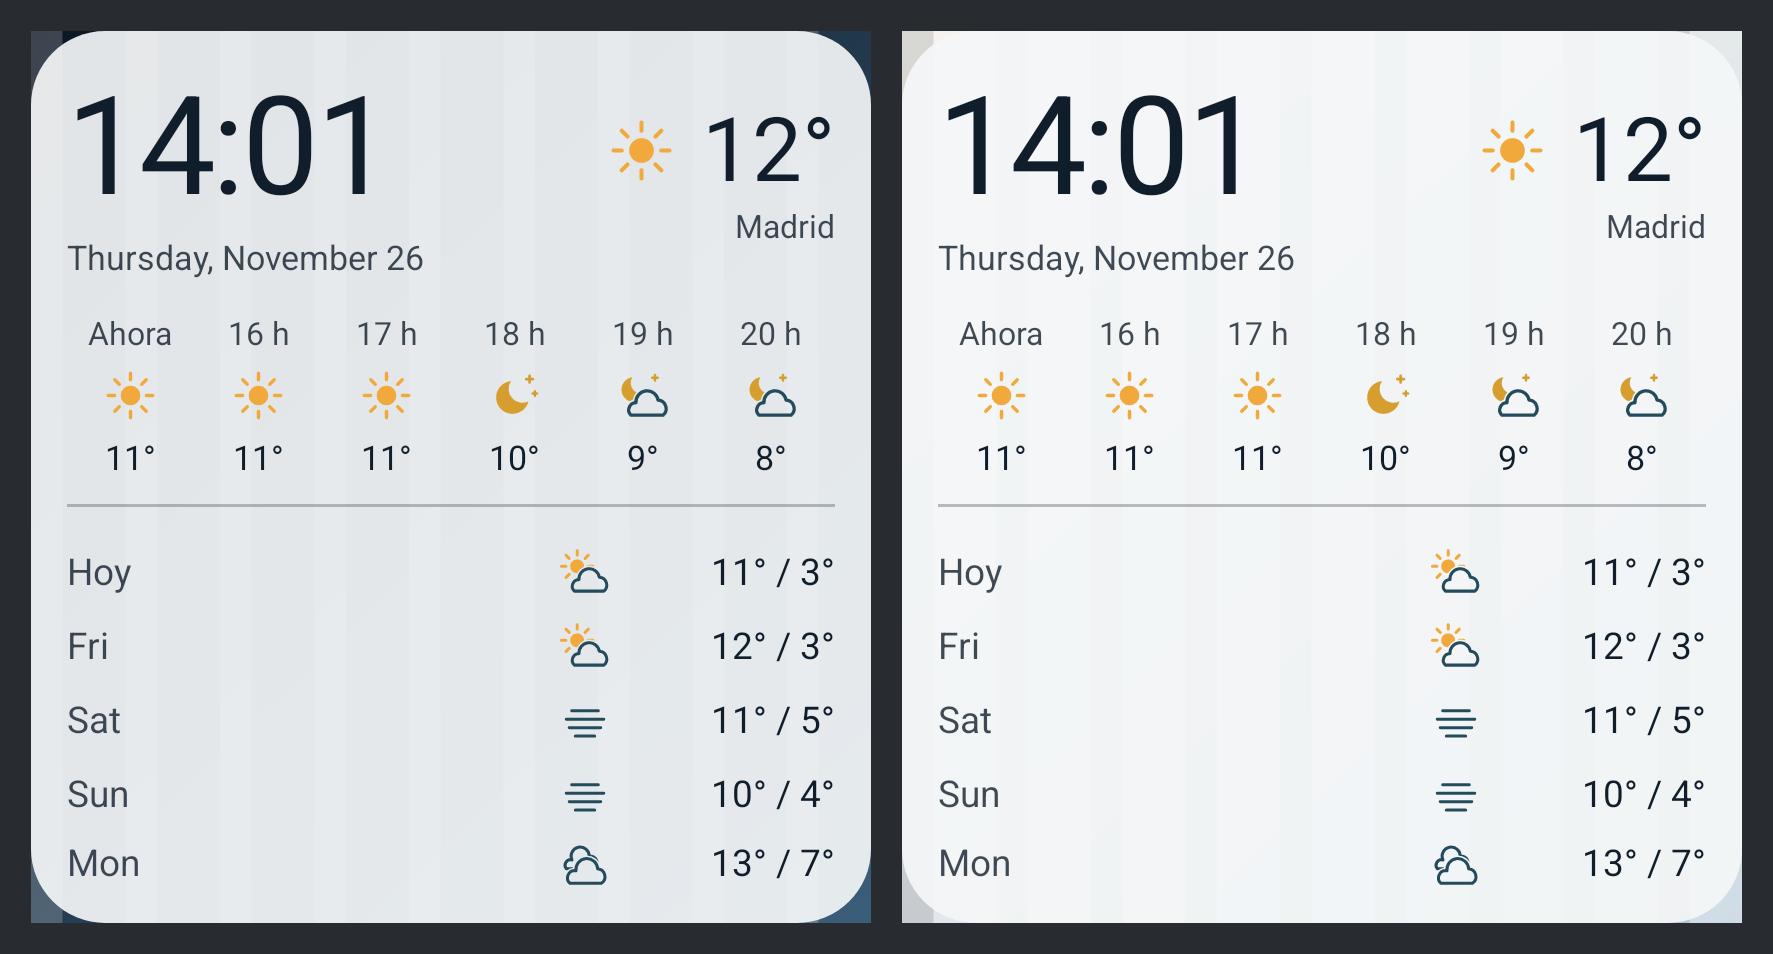 14:01
12°
Madrid
Thursday, November 26
Ahora 16 h 17 h 18 h 19 h 20 h
11° 11° 11° 10° 9° 8°
Hoy 11° / 3°
Fri 12° / 3°
Sat 11° / 5°
Sun 10° / 4°
Mon 13° / 7°
14:01
12°
Madrid
Thursday, November 26
Ahora 16 h 17 h 18 h 19 h 20 h
11° 11° 11° 10° 9° 8°
Hoy 11° / 3°
Fri 12° / 3°
Sat 11° / 5°
Sun 10° / 4°
Mon 13° / 7°